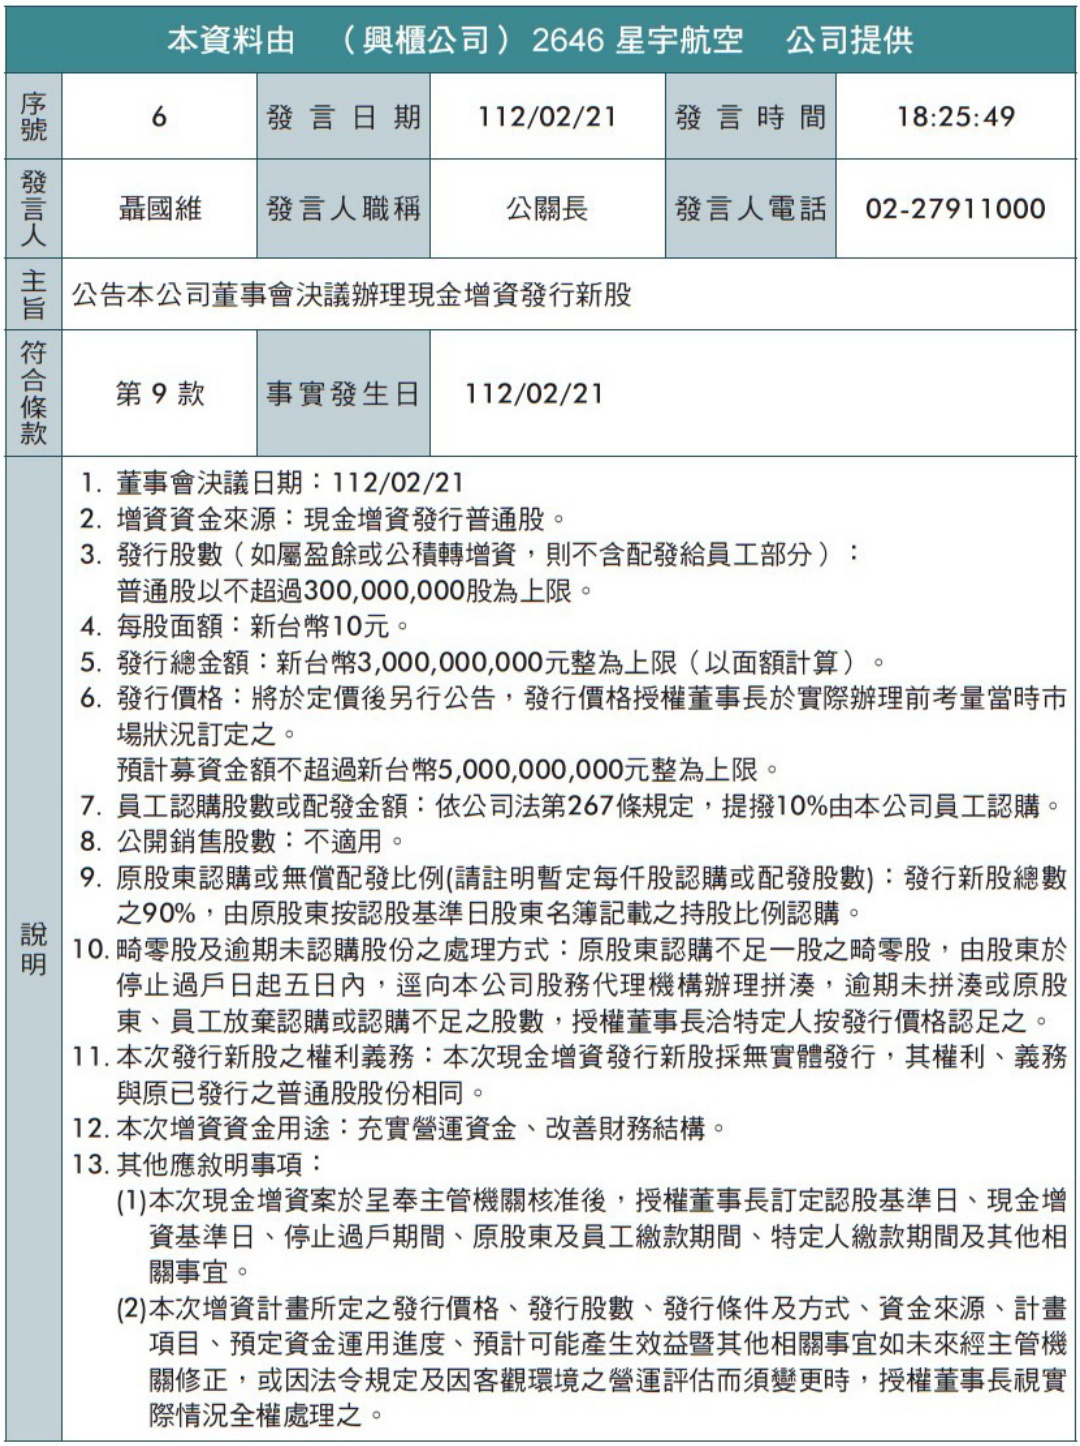 本資料由 （興櫃公司）2646 星宇航空 公司提供
序號 6 發言日期 112/02/21 發言時間 18:25:49
發言人 聶國維 發言人職稱 公關長 發言人電話 02-27911000
主旨 公告本公司董事會決議辦理現金增資發行新股
符合條款 第 9 款 事實發生日 112/02/21
說明
1. 董事會決議日期：112/02/21
2. 增資資金來源：現金增資發行普通股。
3. 發行股數（如屬盈餘或公積轉增資，則不含配發給員工部分）：
普通股以不超過300,000,000股為上限。
4. 每股面額：新台幣10元。
5. 發行總金額：新台幣3,000,000,000元整為上限（以面額計算）。
6. 發行價格：將於定價後另行公告，發行價格授權董事長於實際辦理前考量當時市
場狀況訂定之。
預計募資金額不超過新台幣5,000,000,000元整為上限。
7. 員工認購股數或配發金額：依公司法第267條規定，提撥10%由本公司員工認購。
8. 公開銷售股數：不適用。
9. 原股東認購或無償配發比例(請註明暫定每仟股認購或配發股數)：發行新股總數
之90%，由原股東按認股基準日股東名簿記載之持股比例認購。
10. 畸零股及逾期未認購股份之處理方式：原股東認購不足一股之畸零股，由股東於
停止過戶日起五日內，逕向本公司股務代理機構辦理拼湊，逾期未拼湊或原股
東、員工放棄認購或認購不足之股數，授權董事長洽特定人按發行價格認足之。
11. 本次發行新股之權利義務：本次現金增資發行新股採無實體發行，其權利、義務
與原已發行之普通股股份相同。
12. 本次增資資金用途：充實營運資金、改善財務結構。
13. 其他應敘明事項：
(1)本次現金增資案於呈奉主管機關核准後，授權董事長訂定認股基準日、現金增
資基準日、停止過戶期間、原股東及員工繳款期間、特定人繳款期間及其他相
關事宜。
(2)本次增資計畫所定之發行價格、發行股數、發行條件及方式、資金來源、計畫
項目、預定資金運用進度、預計可能產生效益暨其他相關事宜如未來經主管機
關修正，或因法令規定及因客觀環境之營運評估而須變更時，授權董事長視實
際情況全權處理之。